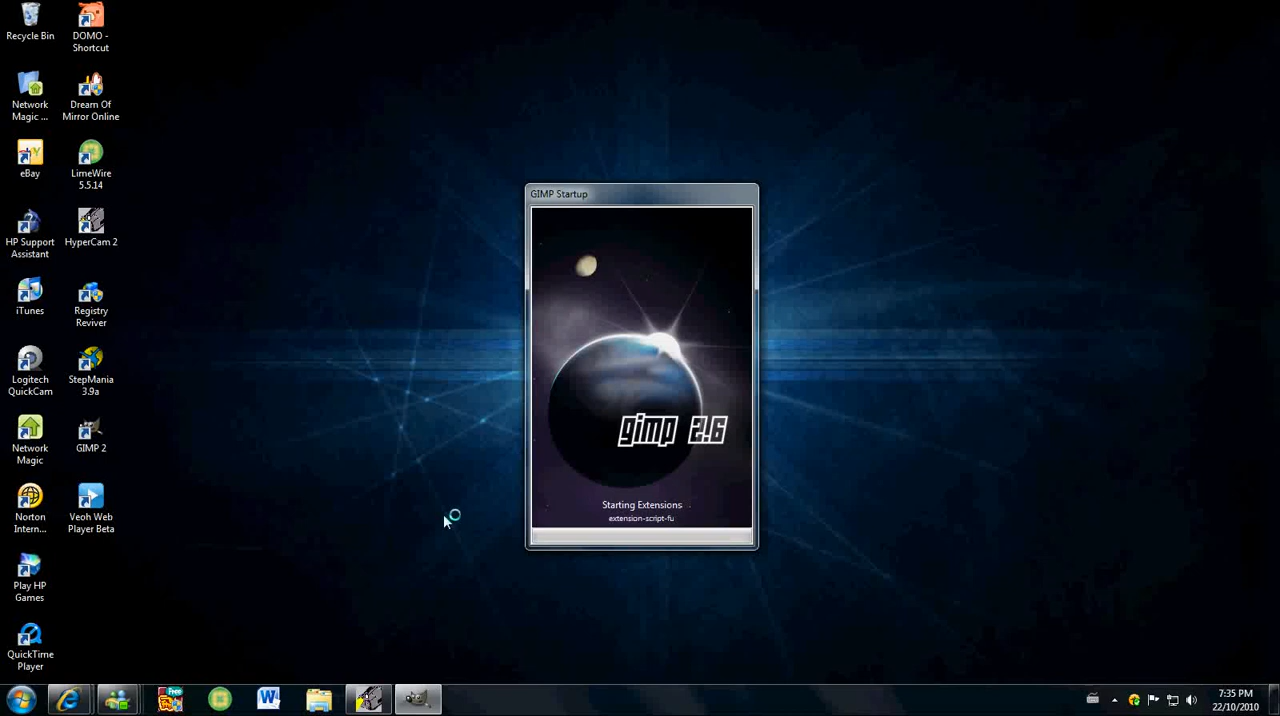 Recycle Bin
DOMO -
Shortcut
Network
Magic ...
Dream Of
Mirror Online
eBay
LimeWire
5.5.14
HP Support
Assistant
HyperCam 2
iTunes
Registry
Reviver
Logitech
QuickCam
StepMania
3.9a
Network
Magic
GIMP 2
Norton
Intern...
Veoh Web
Player Beta
Play HP
Games
QuickTime
Player
GIMP Startup
gimp 2.6
Starting Extensions
extension-script-fu
Free
7:35 PM
22/10/2010